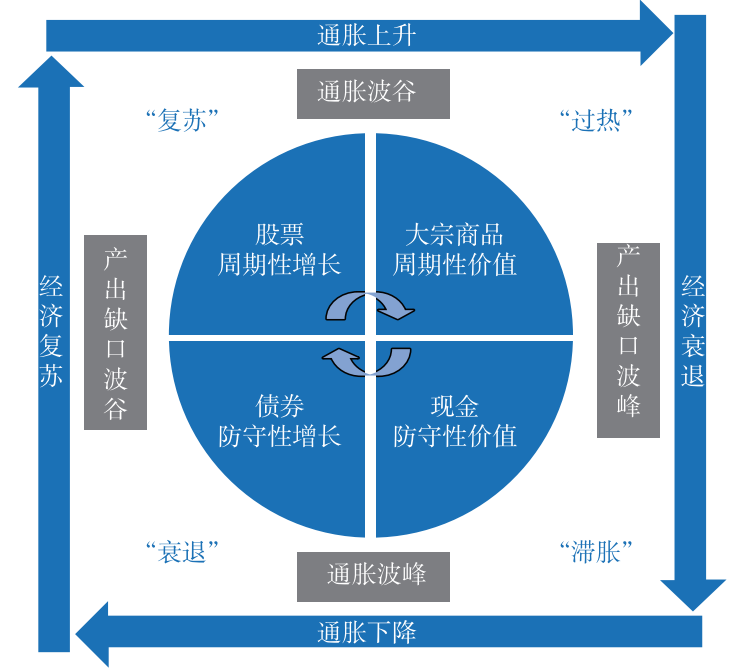 通胀上升
通胀波谷
“复苏”
“过热”
股票
周期性增长
大宗商品
周期性价值
经济复苏
产出缺口波谷
产出缺口波峰
经济衰退
债券
防守性增长
现金
防守性价值
“衰退”
“滞胀”
通胀波峰
通胀下降